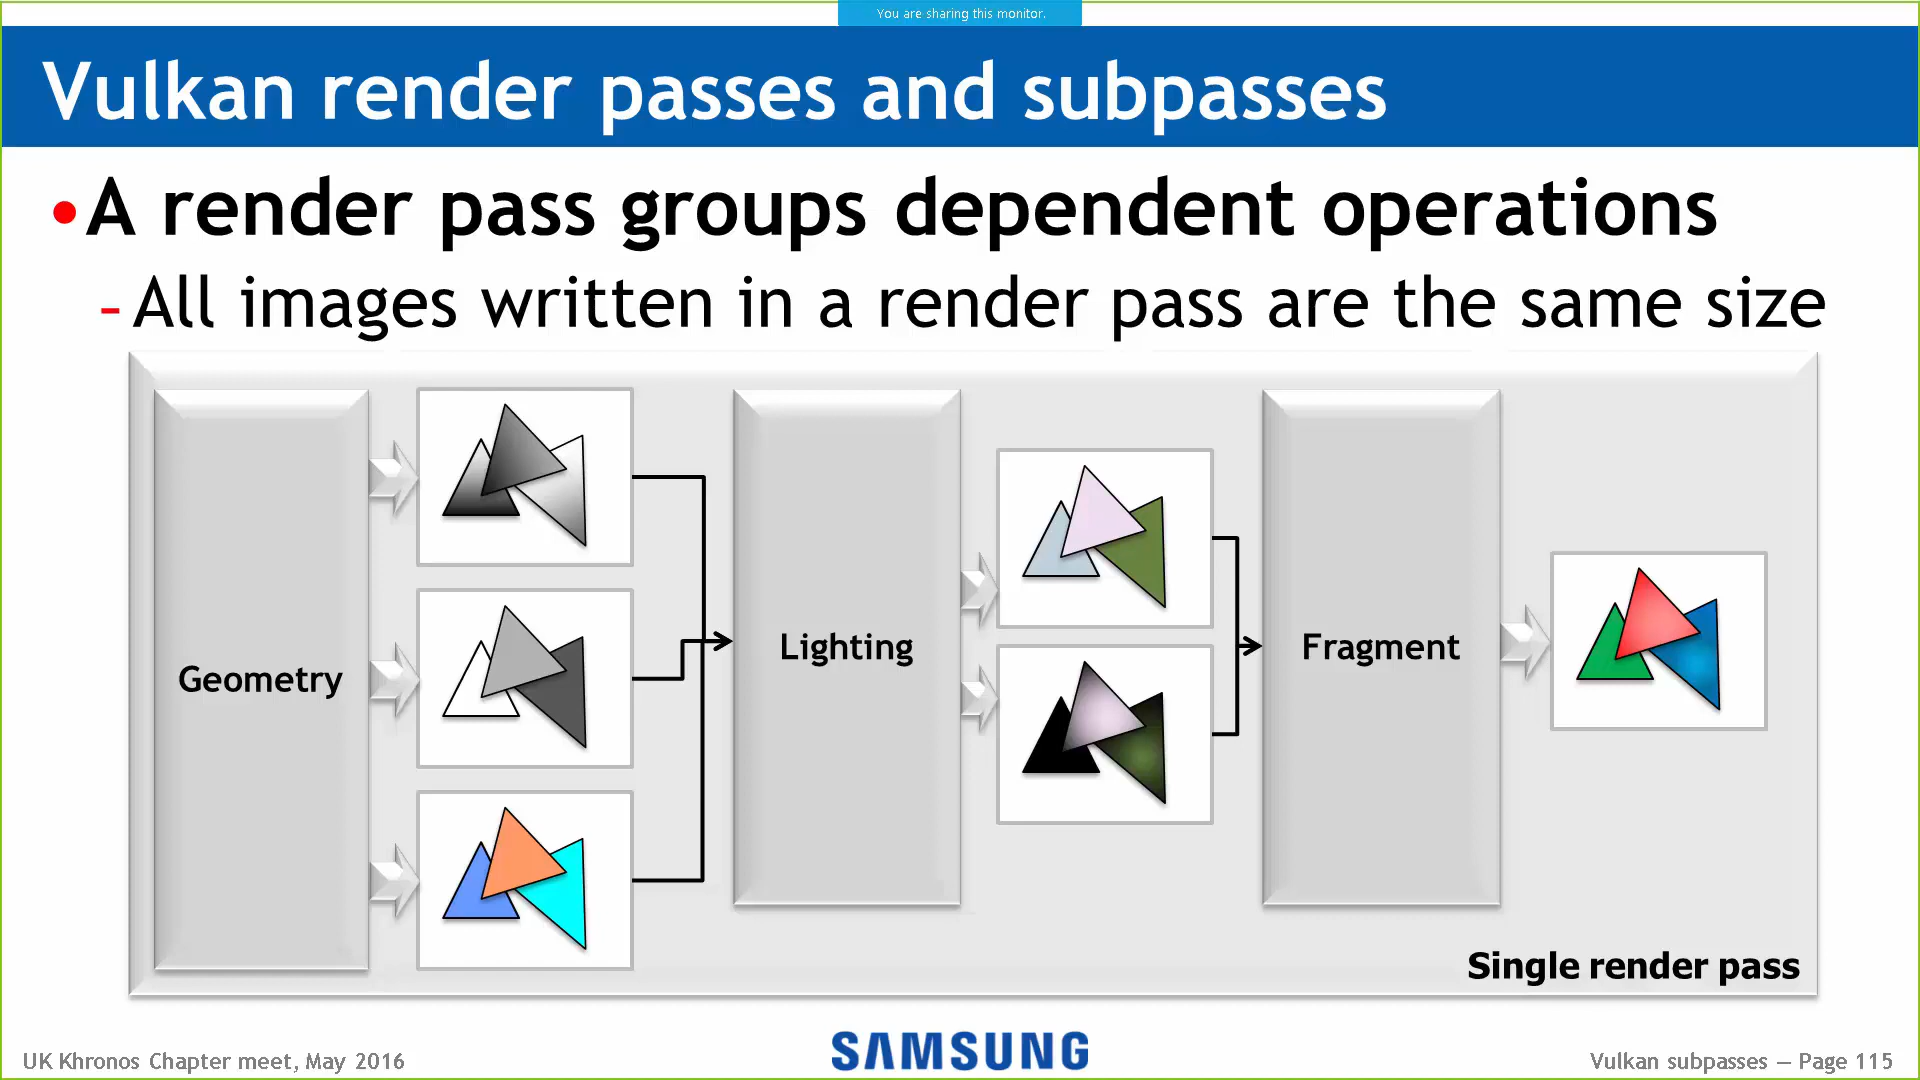 You are sharing this monitor.
Vulkan render passes and subpasses
•A render pass groups dependent operations
–All images written in a render pass are the same size
Geometry
Lighting
Fragment
Single render pass
UK Khronos Chapter meet, May 2016
SAMSUNG
Vulkan subpasses — Page 115